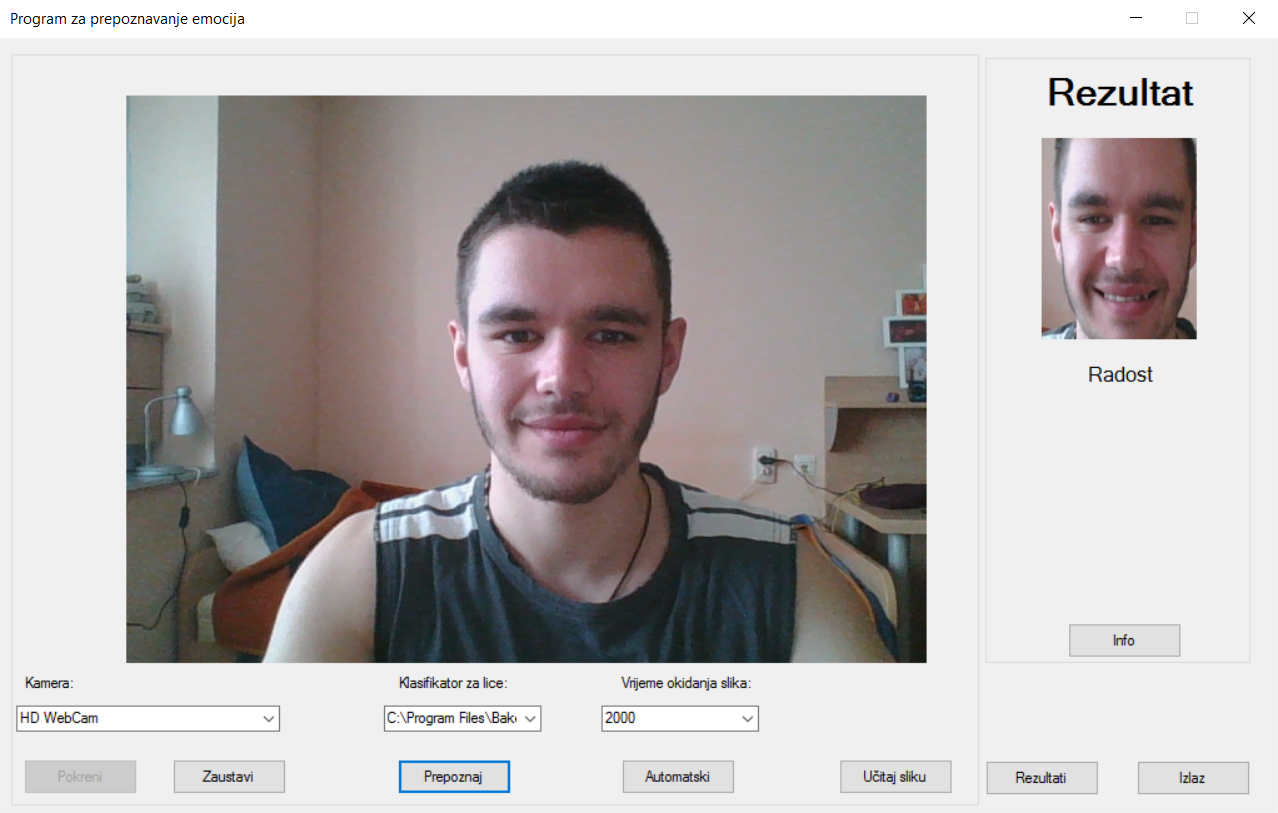 Program za prepoznavanje emocija
Rezultat
Radost
Info
Kamera:
Klasifikator za lice:
Vrijeme okidanja slika:
HD WebCam
C:\Program Files\Bak
2000
Pokreni
Zaustavi
Prepoznaj
Automatski
Učitaj sliku
Rezultati
Izlaz